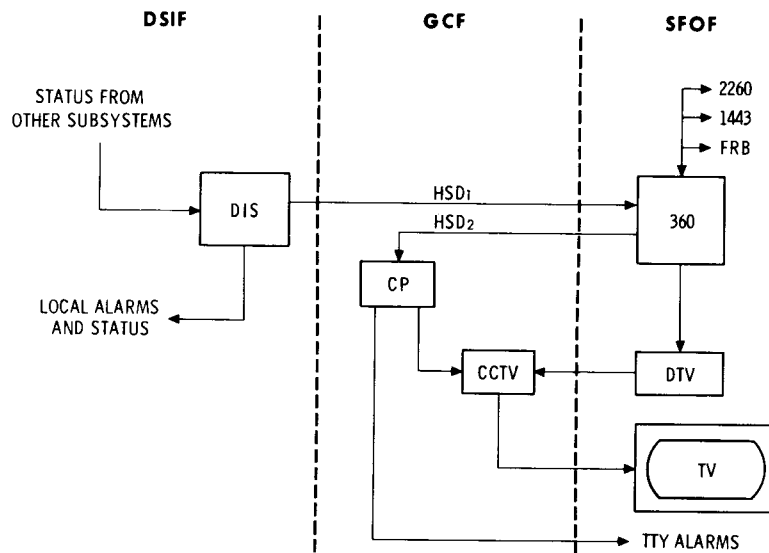 DSIF
GCF
SFOF
STATUS FROM
OTHER SUBSYSTEMS
2260
1443
FRB
DIS
HSD1
HSD2
360
CP
LOCAL ALARMS
AND STATUS
CCTV
DTV
TV
TTY ALARMS